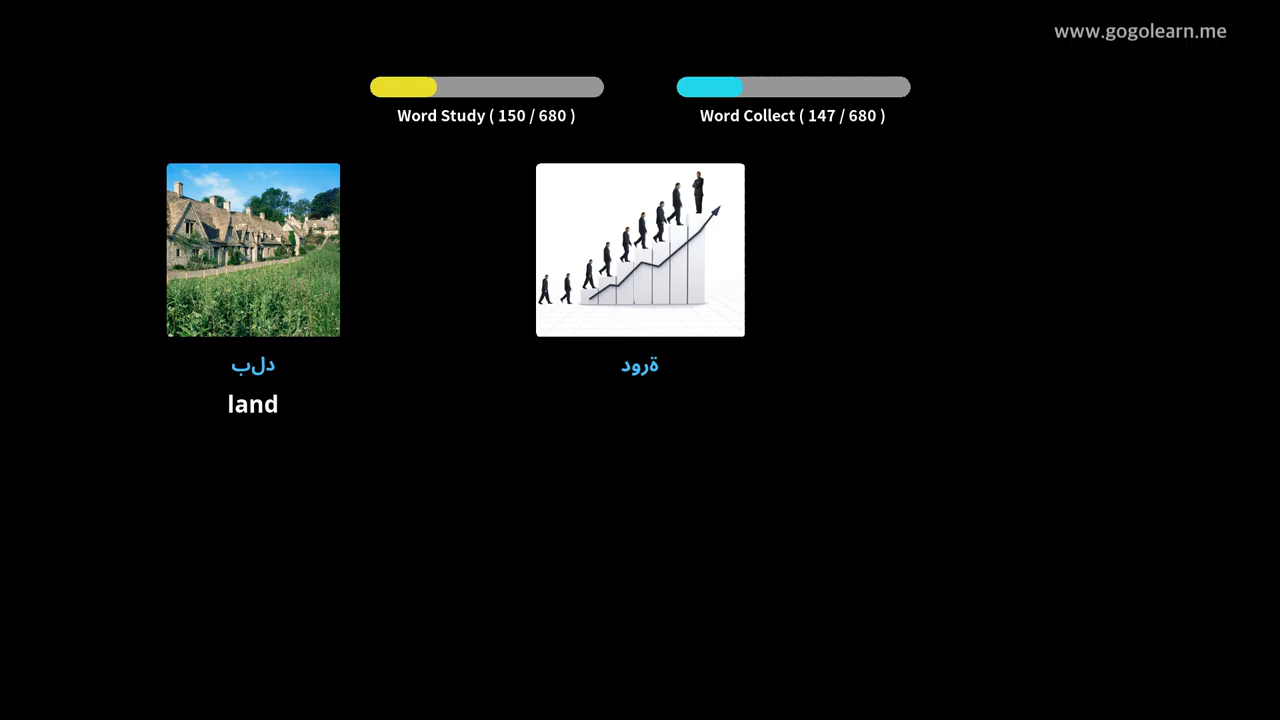 www.gogolearn.me
Word Study ( 150 / 680 )
Word Collect ( 147 / 680 )
دلب
ةرود
land